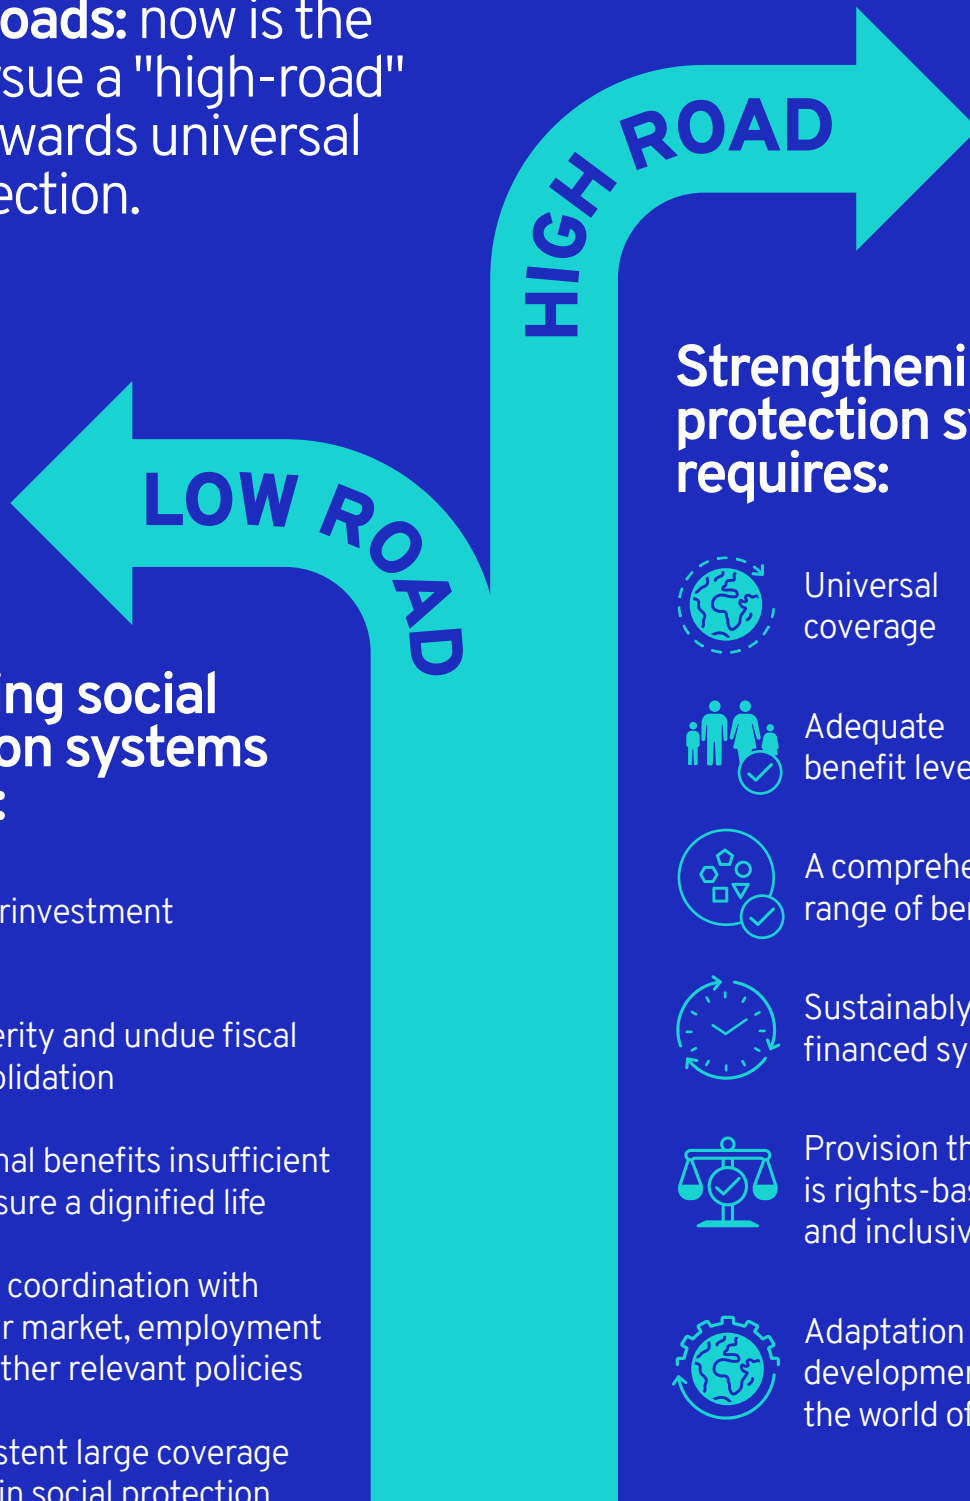 oads: now is the
rsue a "high-road"
wards universal
ection.
HIGH ROAD
LOW ROAD
ing social
on systems
:
rinvestment
erity and undue fiscal
olidation
nal benefits insufficient
sure a dignified life
coordination with
r market, employment
ther relevant policies
stent large coverage
in social protection
Strengtheni
protection sy
requires:
Universal
coverage
Adequate
benefit leve
A comprehe
range of ber
Sustainably
financed sy
Provision th
is rights-bas
and inclusiv
Adaptation
developmen
the world of